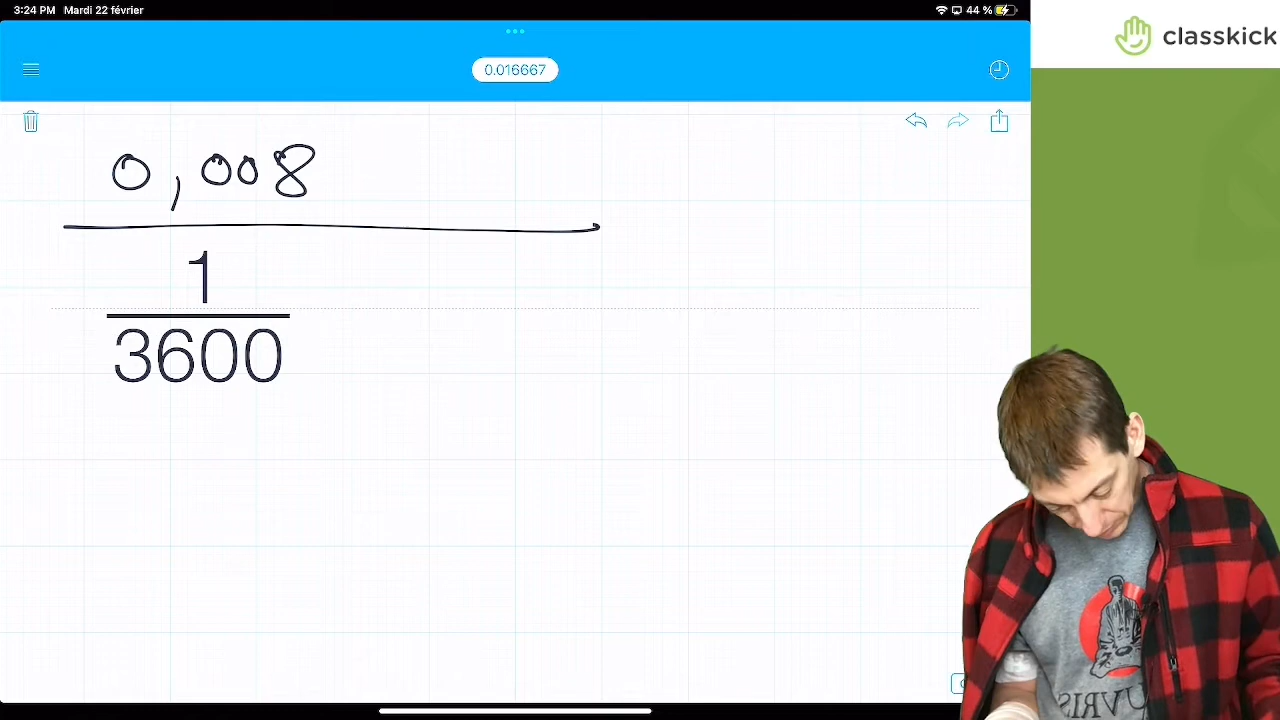 3:24 PM Mardi 22 février
44 %
classkick
0.016667
0,008
1
3600